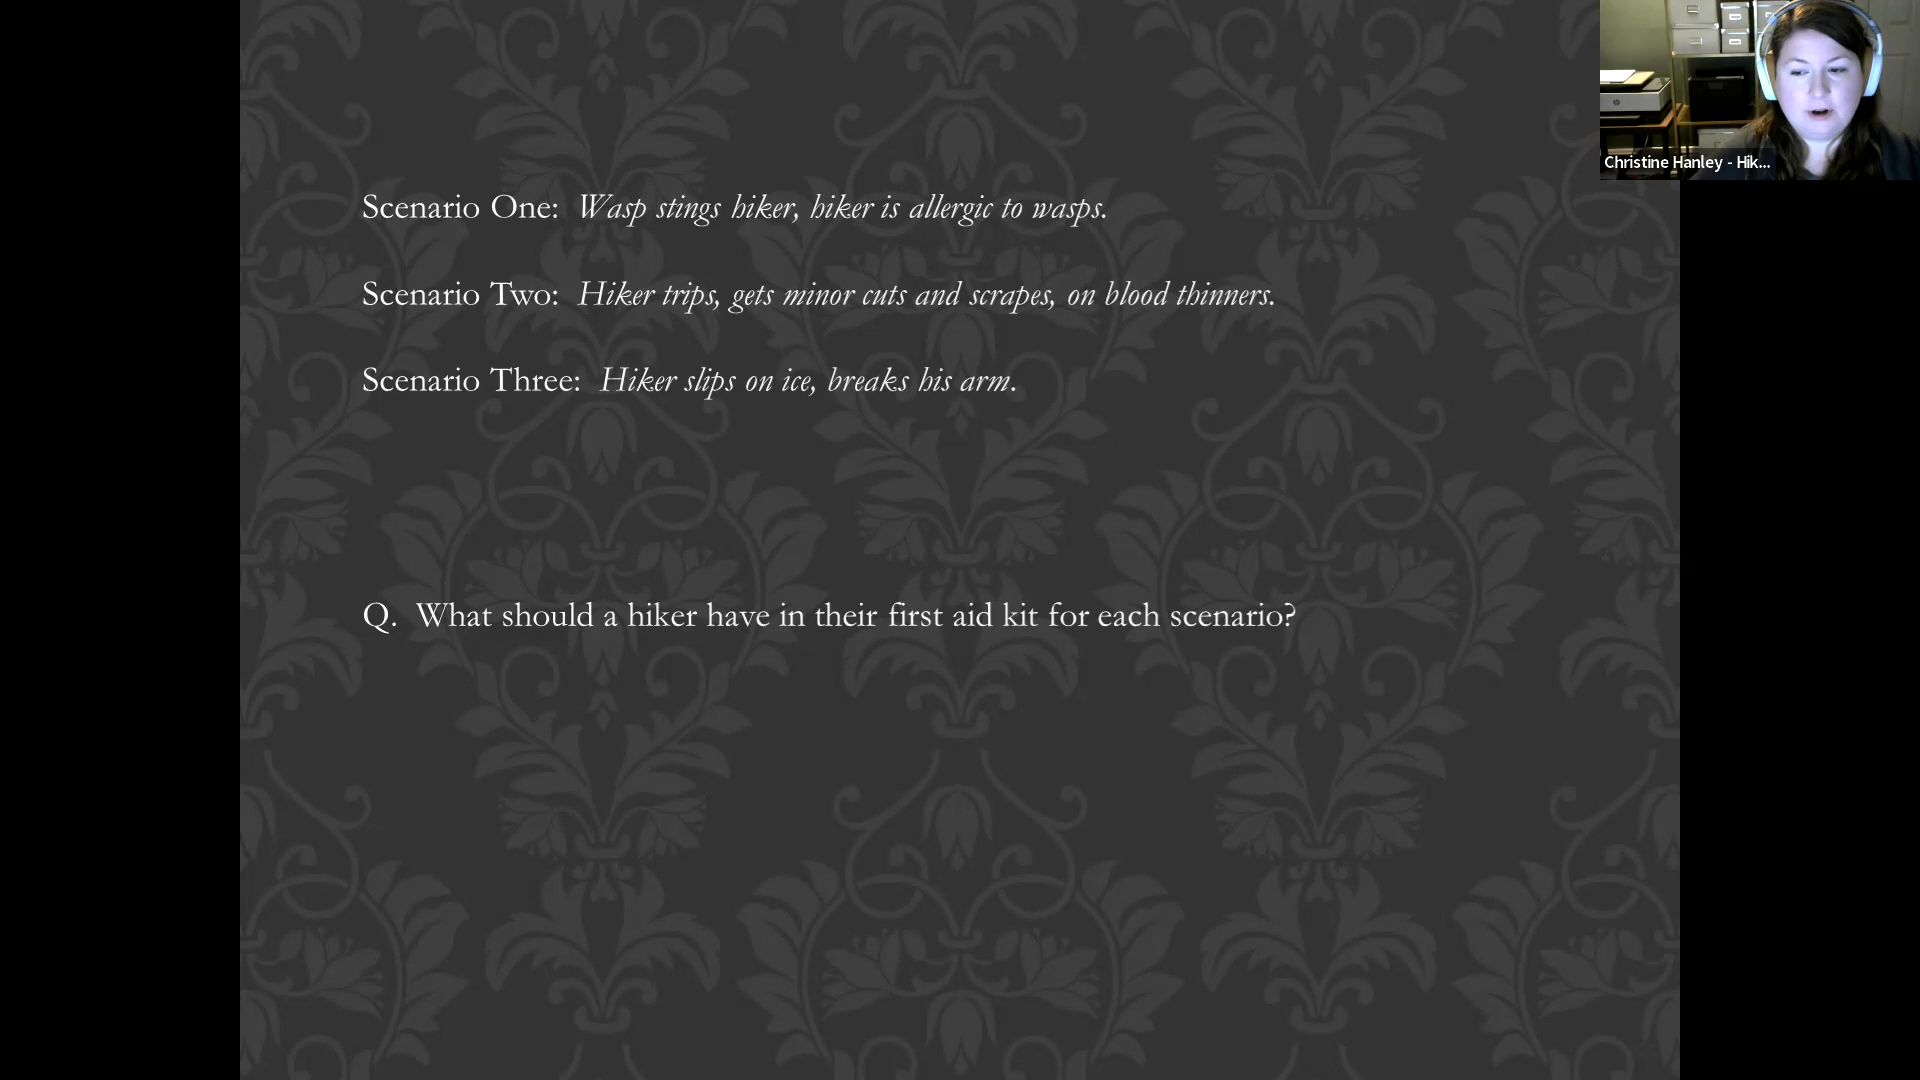 Scenario One: Wasp stings hiker, hiker is allergic to wasps.
Christine Hanley - Hik...
Scenario Two: Hiker trips, gets minor cuts and scrapes, on blood thinners.
Scenario Three: Hiker slips on ice, breaks his arm.
Q. What should a hiker have in their first aid kit for each scenario?